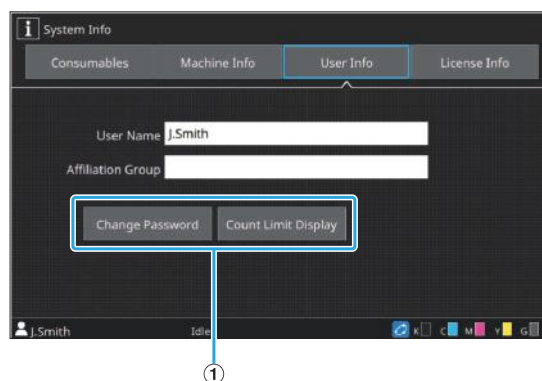 i System Info
Consumables Machine Info User Info License Info
User Name J.Smith
Affiliation Group
Change Password Count Limit Display
J.Smith Idle K C M Y G
①